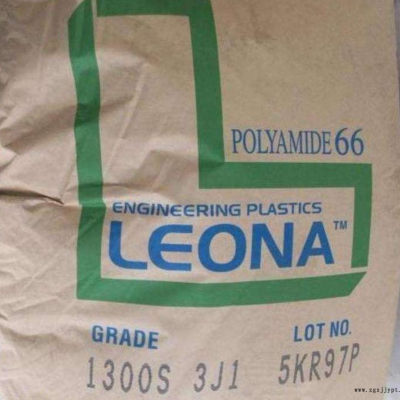 POLYAMIDE 66
ENGINEERING PLASTICS
LEONA™
GRADE LOT NO.
1300S 3J1 5KR97P